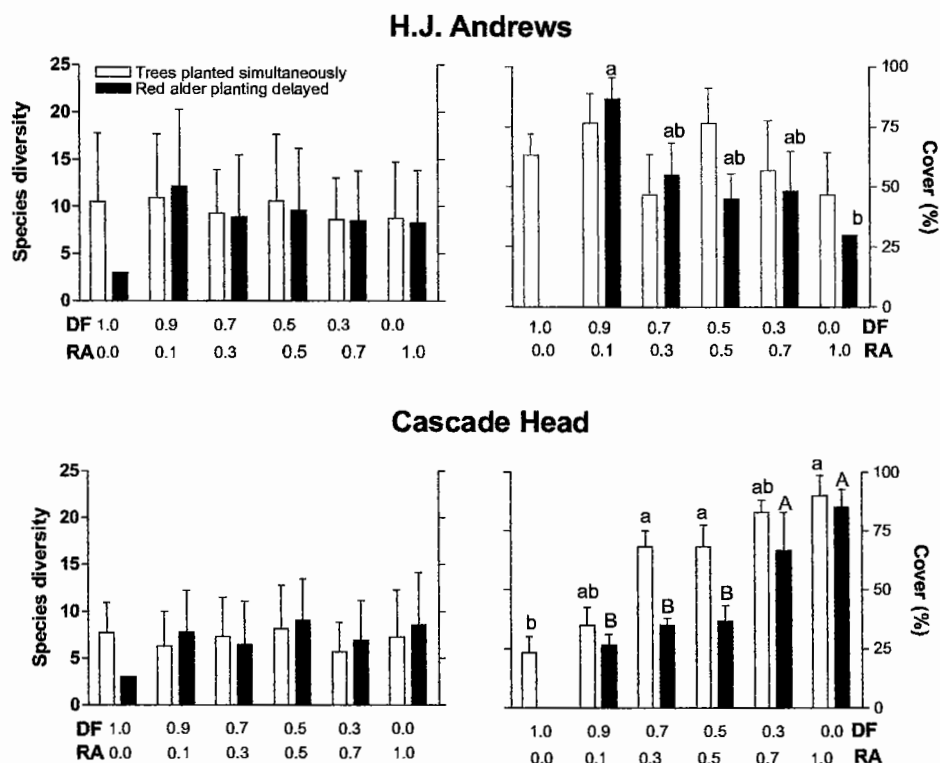 H.J. Andrews
Trees planted simultaneously
Red alder planting delayed
Species diversity
25
20
15
10
5
0
DF 1.0 0.9 0.7 0.5 0.3 0.0
RA 0.0 0.1 0.3 0.5 0.7 1.0
a
ab
ab
ab
b
100
75
50
25
0
Cover (%)
1.0 0.9 0.7 0.5 0.3 0.0 DF
0.0 0.1 0.3 0.5 0.7 1.0 RA
Cascade Head
Species diversity
25
20
15
10
5
0
DF 1.0 0.9 0.7 0.5 0.3 0.0
RA 0.0 0.1 0.3 0.5 0.7 1.0
b
ab B
a B
a B
ab A
a A
100
75
50
25
0
Cover (%)
1.0 0.9 0.7 0.5 0.3 0.0 DF
0.0 0.1 0.3 0.5 0.7 1.0 RA